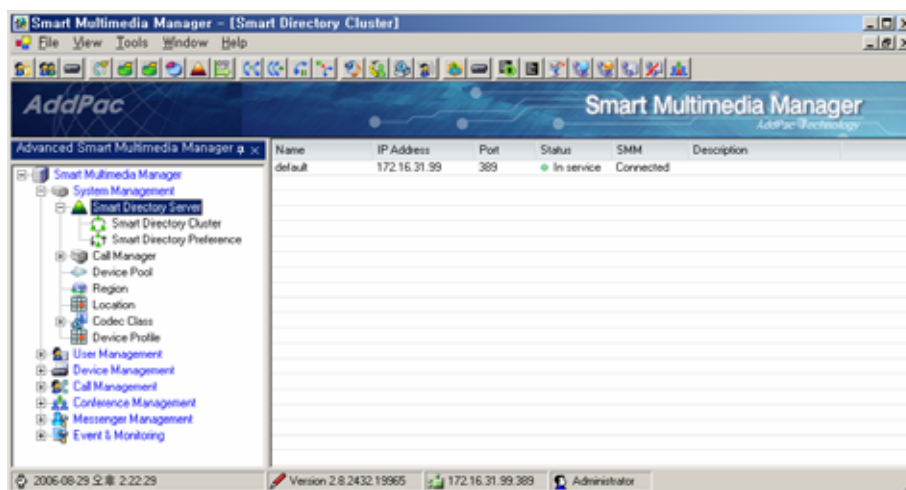 Smart Multimedia Manager - [Smart Directory Cluster]
File View Tools Window Help
AddPac
Smart Multimedia Manager
AddPac Technology
Advanced Smart Multimedia Manager
Name IP Address Port Status SMM Description
default 172.16.31.99 389 In service Connected
Smart Multimedia Manager
System Management
Smart Directory Server
Smart Directory Cluster
Smart Directory Preference
Call Manager
Device Pool
Region
Location
Codec Class
Device Profile
User Management
Device Management
Call Management
Conference Management
Messenger Management
Event & Monitoring
2006-08-29 오후 2:22:29 Version 2.8.2432.19965 172.16.31.99:389 Administrator